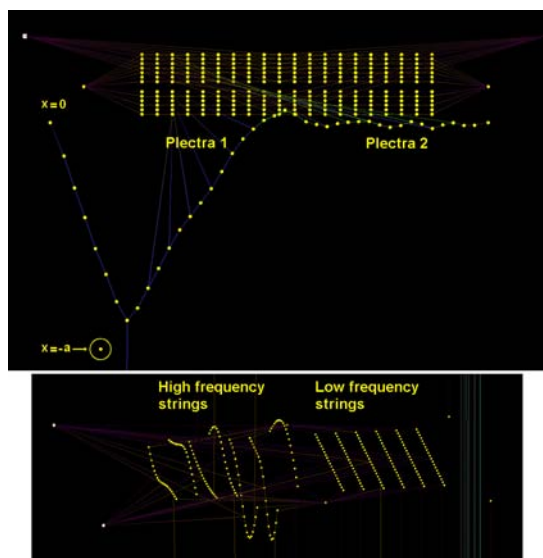 x=0
Plectra 1
Plectra 2
x=-a
High frequency
strings
Low frequency
strings